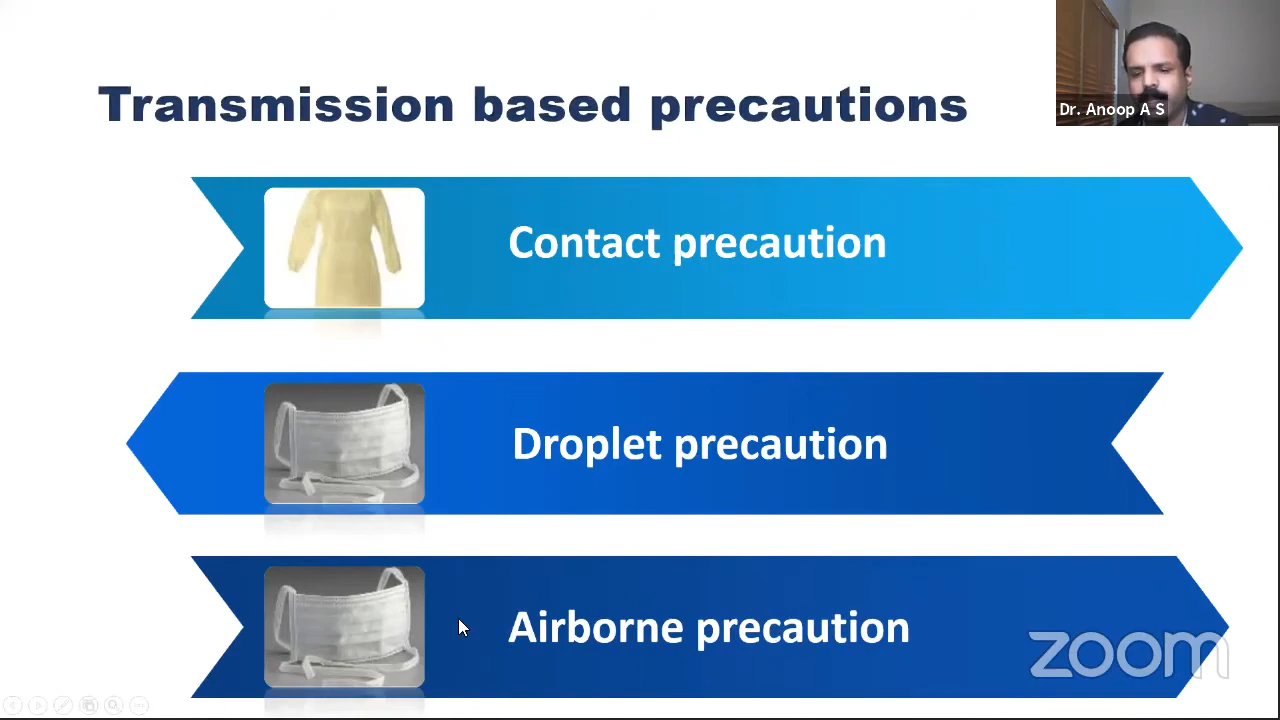 Transmission based precautions
Dr. Anoop A S
Contact precaution
Droplet precaution
Airborne precaution
zoom